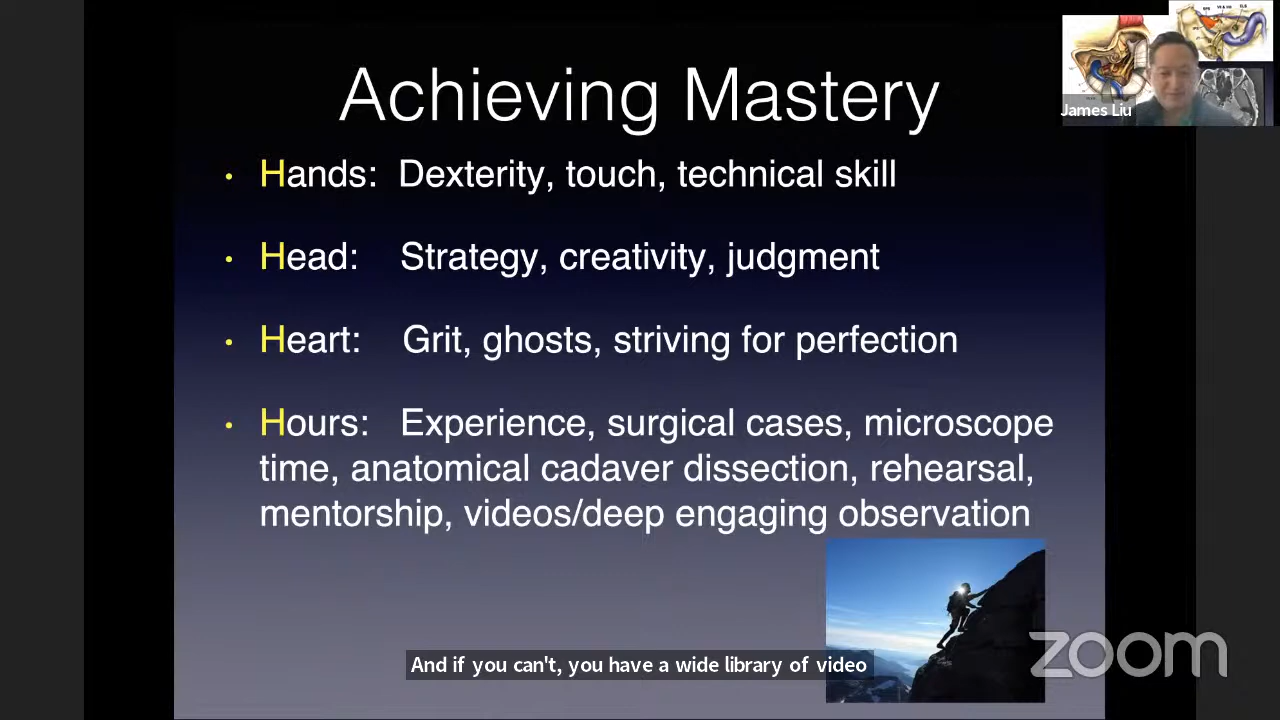 Achieving Mastery
James Liu
• Hands: Dexterity, touch, technical skill
• Head: Strategy, creativity, judgment
• Heart: Grit, ghosts, striving for perfection
• Hours: Experience, surgical cases, microscope
time, anatomical cadaver dissection, rehearsal,
mentorship, videos/deep engaging observation
And if you can't, you have a wide library of video
zoom